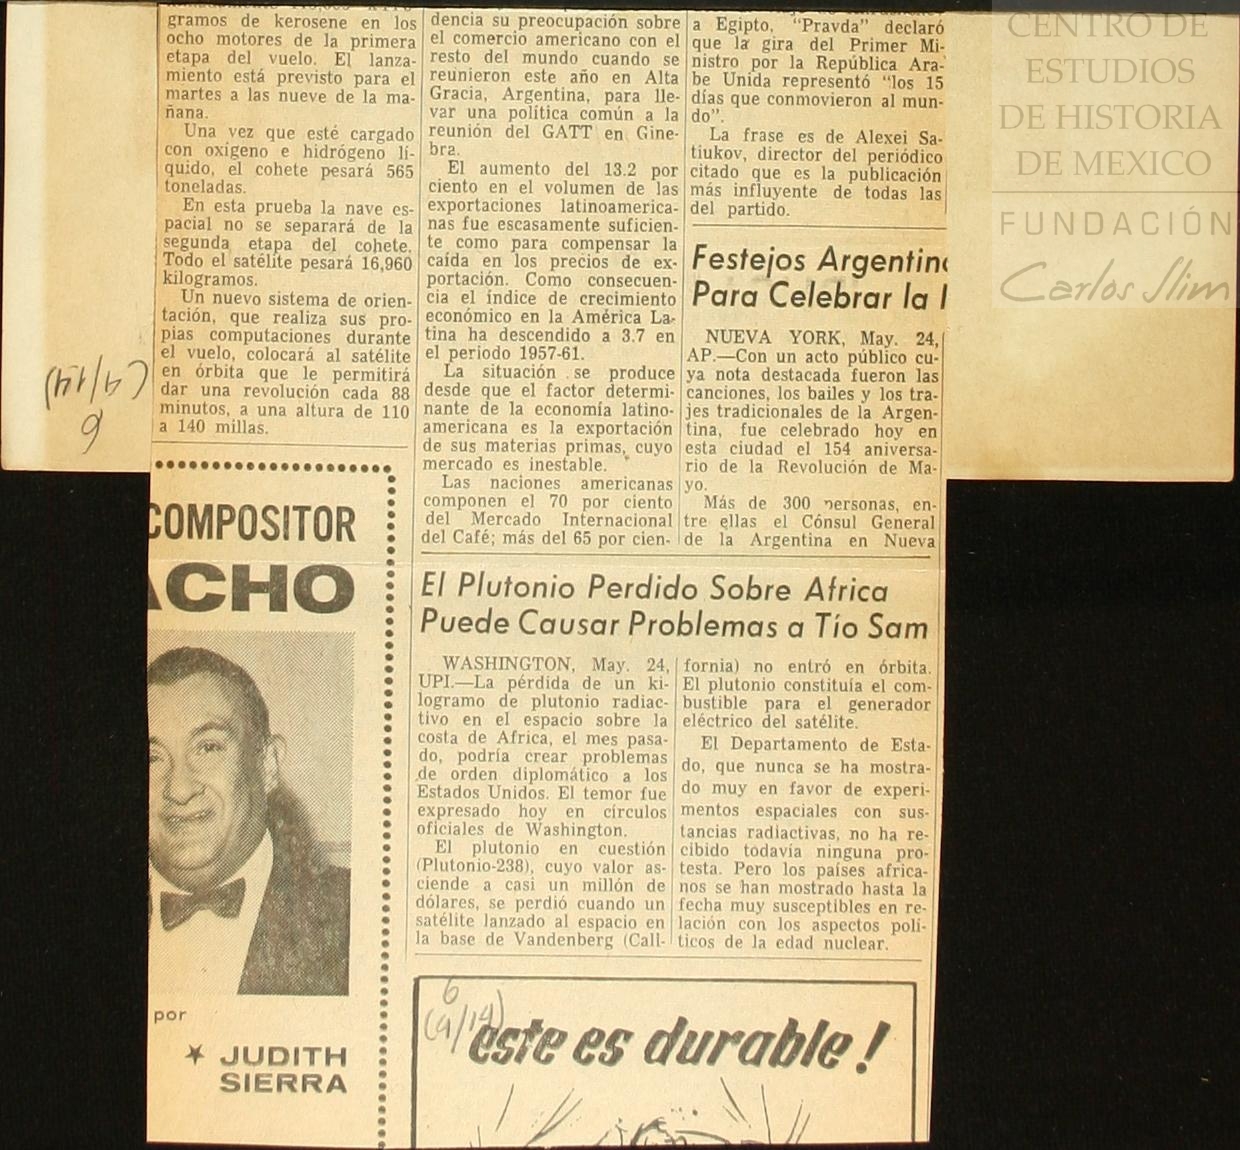 gramos de kerosene en los
ocho motores de la primera
etapa del vuelo. El lanza-
miento está previsto para el
martes a las nueve de la ma-
ñana.
Una vez que esté cargado
con oxígeno e hidrógeno lí-
quido, el cohete pesará 565
toneladas.
En esta prueba la nave es-
pacial no se separará de la
segunda etapa del cohete.
Todo el satélite pesará 16,960
kilogramos.
Un nuevo sistema de orien-
tación, que realiza sus pro-
pias computaciones durante
el vuelo, colocará al satélite
en órbita que le permitirá
dar una revolución cada 88
minutos, a una altura de 110
a 140 millas.
COMPOSITOR
ACHO
por
★ JUDITH
SIERRA
dencia su preocupación sobre
el comercio americano con el
resto del mundo cuando se
reunieron este año en Alta
Gracia, Argentina, para lle-
var una política común a la
reunión del GATT en Gine-
bra.
El aumento del 13.2 por
ciento en el volumen de las
exportaciones latinoamerica-
nas fue escasamente suficien-
te como para compensar la
caída en los precios de ex-
portación. Como consecuen-
cia el índice de crecimiento
económico en la América La-
tina ha descendido a 3.7 en
el periodo 1957-61.
La situación se produce
desde que el factor determi-
nante de la economía latino-
americana es la exportación
de sus materias primas, cuyo
mercado es inestable.
Las naciones americanas
componen el 70 por ciento
del Mercado Internacional
del Café; más del 65 por cien-
a Egipto, "Pravda" declaró
que la gira del Primer Mi-
nistro por la República Ara-
be Unida representó "los 15
días que conmovieron al mun-
do".
La frase es de Alexei Sa-
tiukov, director del periódico
citado que es la publicación
más influyente de todas las
del partido.
Festejos Argentin
Para Celebrar la
NUEVA YORK, May. 24,
AP.—Con un acto público cu-
ya nota destacada fueron las
canciones, los bailes y los tra-
jes tradicionales de la Argen-
tina, fue celebrado hoy en
esta ciudad el 154 aniversa-
rio de la Revolución de Ma-
yo.
Más de 300 personas, en-
tre ellas el Cónsul General
de la Argentina en Nueva
El Plutonio Perdido Sobre Africa
Puede Causar Problemas a Tío Sam
WASHINGTON, May. 24,
UPI.—La pérdida de un ki-
logramo de plutonio radiac-
tivo en el espacio sobre la
costa de Africa, el mes pasa-
do, podría crear problemas
de orden diplomático a los
Estados Unidos. El temor fue
expresado hoy en círculos
oficiales de Washington.
El plutonio en cuestión
(Plutonio-238), cuyo valor as-
ciende a casi un millón de
dólares, se perdió cuando un
satélite lanzado al espacio en
la base de Vandenberg (Cali-
fornia) no entró en órbita.
El plutonio constituía el com-
bustible para el generador
eléctrico del satélite.
El Departamento de Esta-
do, que nunca se ha mostra-
do muy en favor de experi-
mentos espaciales con sus-
tancias radiactivas, no ha re-
cibido todavía ninguna pro-
testa. Pero los países africa-
nos se han mostrado hasta la
fecha muy susceptibles en re-
lación con los aspectos polí-
ticos de la edad nuclear.
6
(9/14)
este es durable!
CENTRO DE
ESTUDIOS
DE HISTORIA
DE MEXICO
FUNDACIÓN
Carlos Slim